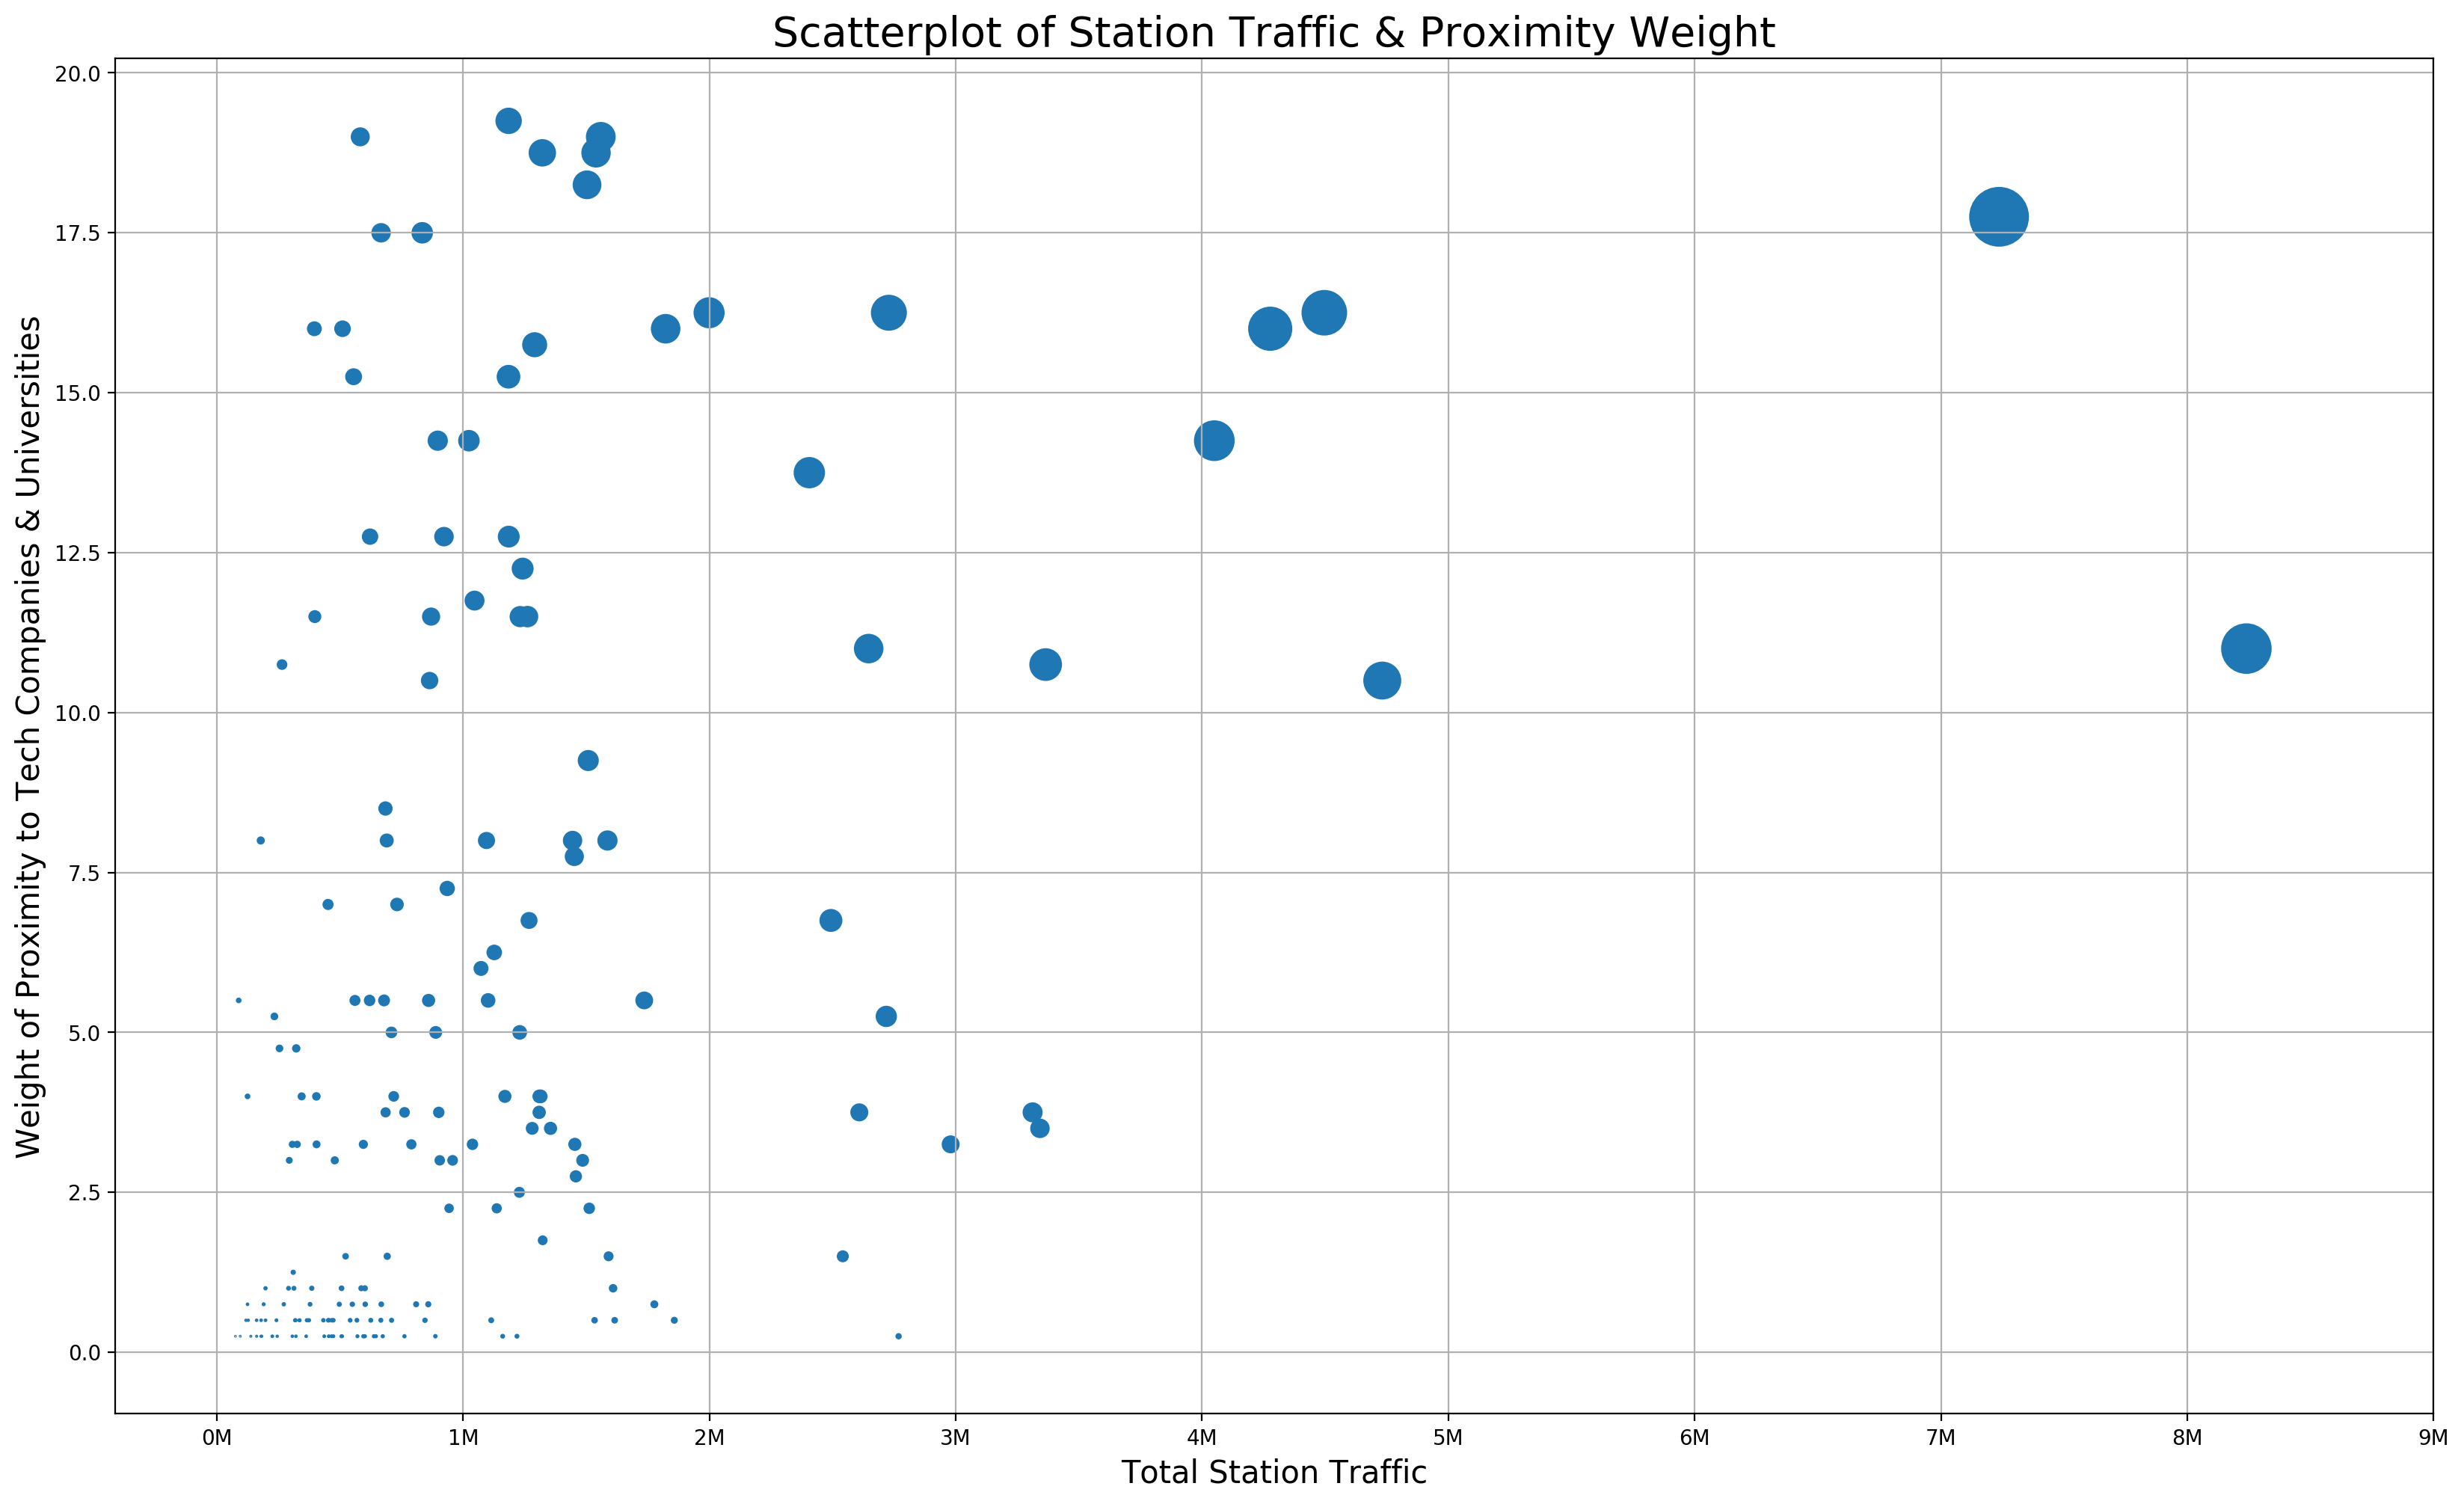 Scatterplot of Station Traffic & Proximity Weight
20.0
17.5
15.0
12.5
10.0
7.5
5.0
2.5
0.0
Weight of Proximity to Tech Companies & Universities
0M 1M 2M 3M 4M 5M 6M 7M 8M 9M
Total Station Traffic